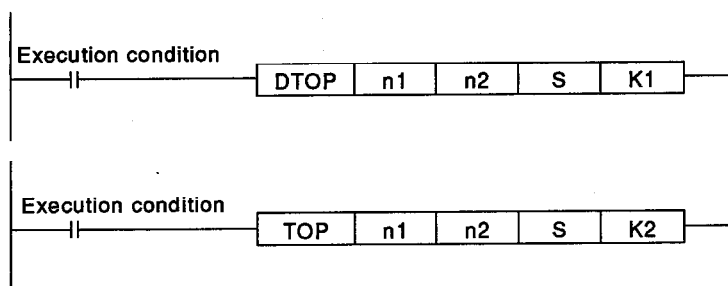 Execution condition
DTOP n1 n2 S K1
Execution condition
TOP n1 n2 S K2